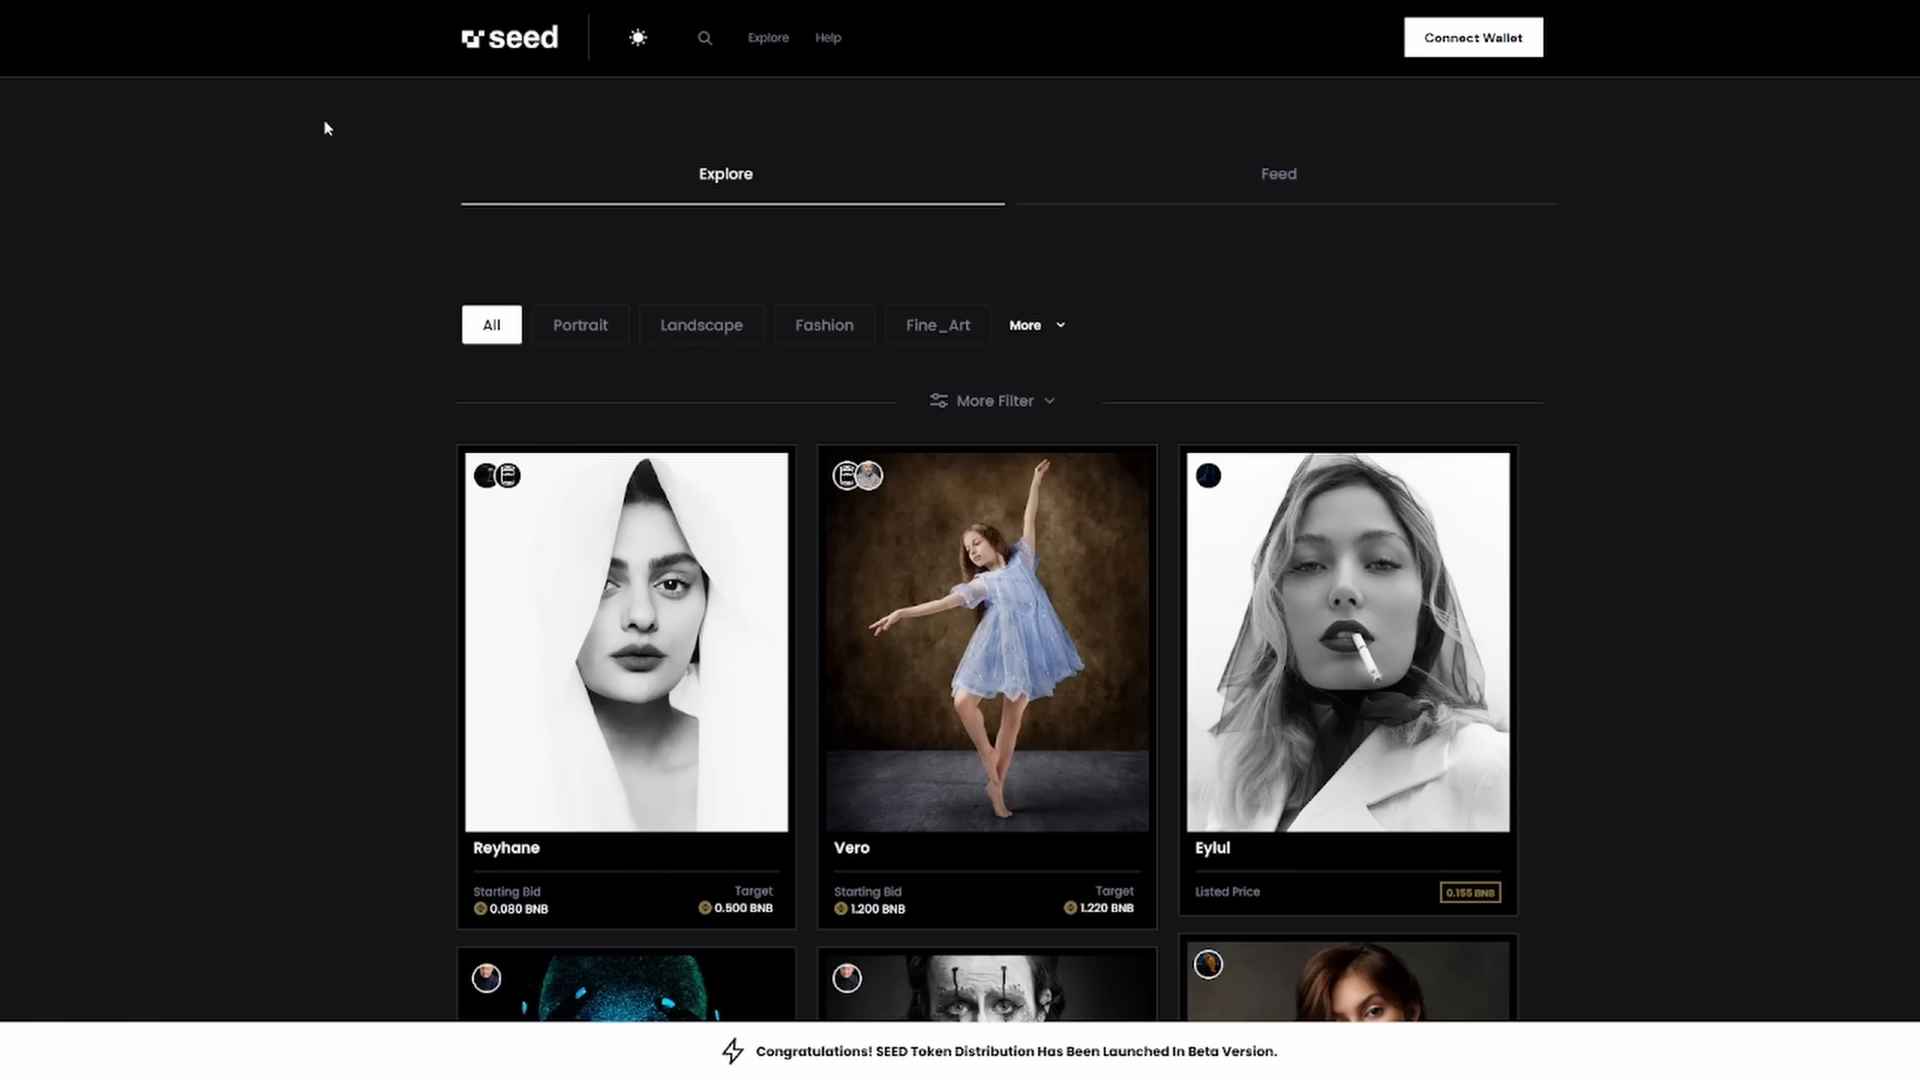 seed
Explore
Help
Connect Wallet
Explore
Feed
All
Portrait
Landscape
Fashion
Fine_Art
More
More Filter
Reyhane
Starting Bid
Target
0.080 BNB
0.500 BNB
Vero
Starting Bid
Target
1.200 BNB
1.220 BNB
Eylul
Listed Price
0.155 BNB
Congratulations! SEED Token Distribution Has Been Launched In Beta Version.